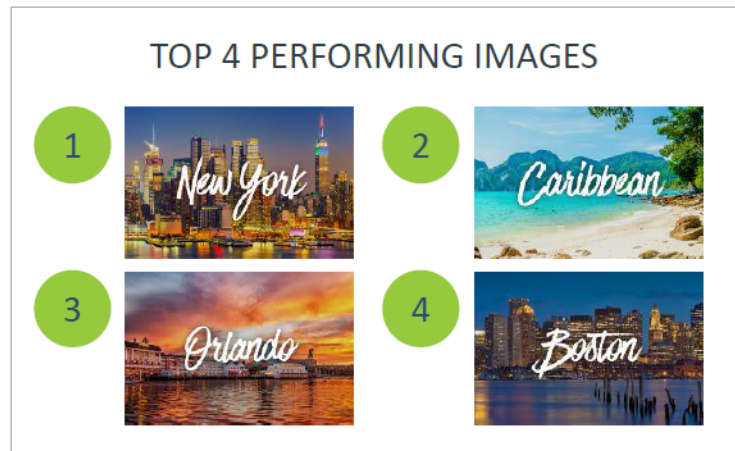 TOP 4 PERFORMING IMAGES
1
New York
2
Caribbean
3
Orlando
4
Boston